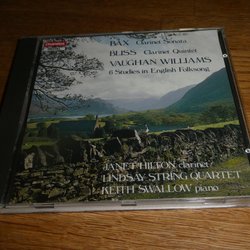 BAX Clarinet Sonata
BLISS Clarinet Quintet
VAUGHAN WILLIAMS
6 Studies in English Folksong
JANET HILTON clarinet
LINDSAY STRING QUARTET
KEITH SWALLOW piano